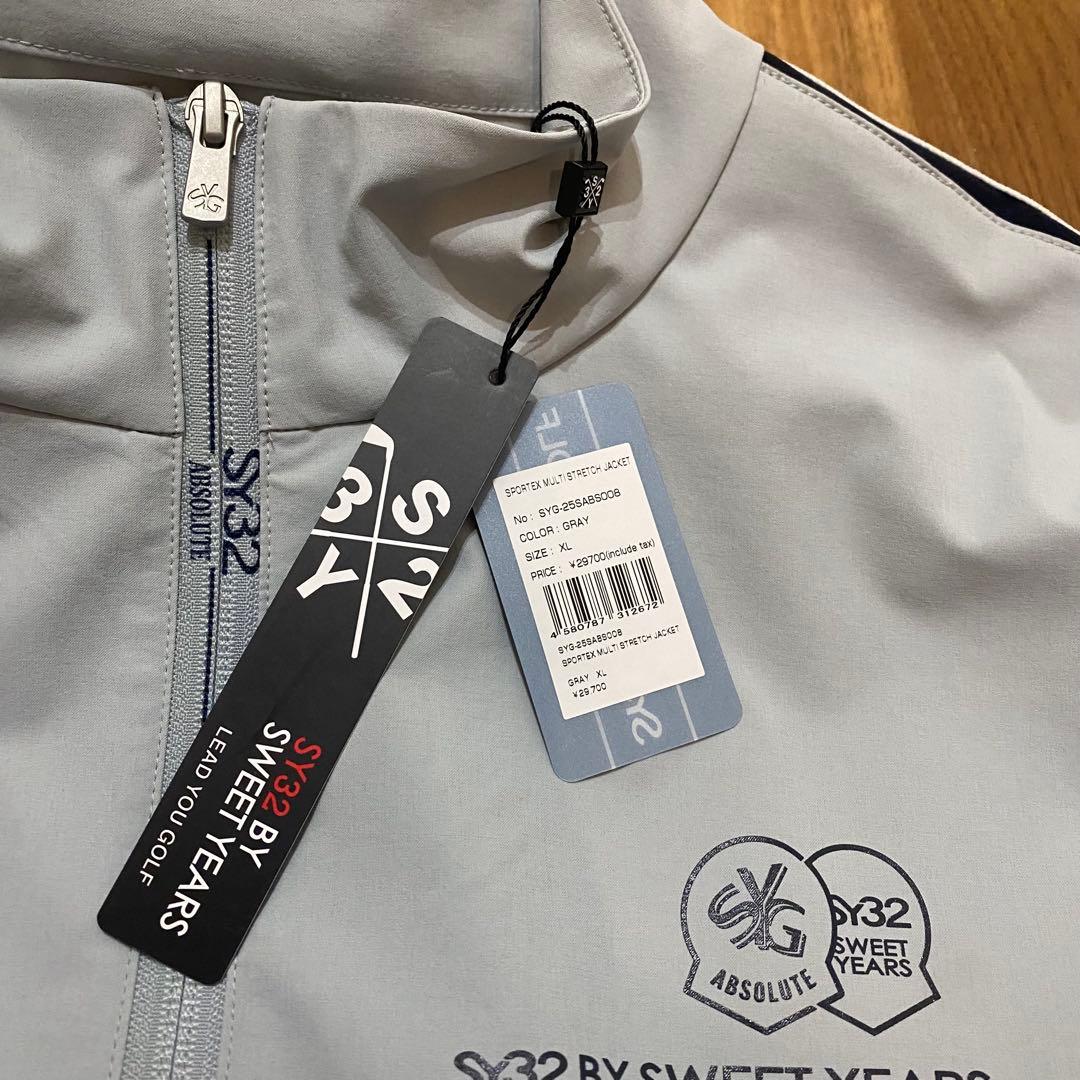 SYG
S
3 2
Y
SY32
ABSOLUTE
S
3 2
Y
SY32 BY
SWEET YEARS
LEAD YOU GOLF
SPORTEX MULTI STRETCH JACKET
No : SYG-25SABS008
COLOR : GRAY
SIZE : XL
PRICE : ¥29700(include tax)
4 580787 312672
SYG-25SABS008
SPORTEX MULTI STRETCH JACKET
GRAY XL
¥29,700
SYG
ABSOLUTE
SY32
SWEET
YEARS
SY32 BY SWEET YEARS